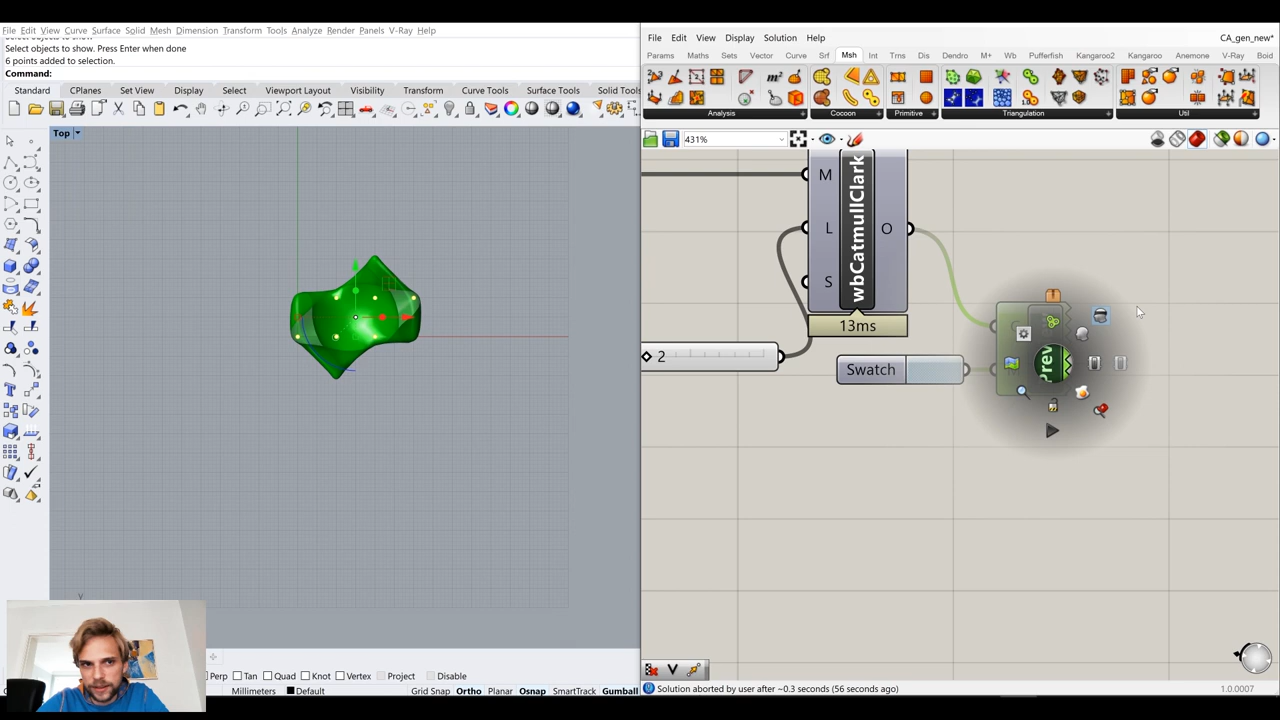 File Edit View Curve Surface Solid Mesh Dimension Transform Tools Analyze Render Panels V-Ray Help
Select objects to show. Press Enter when done
6 points added to selection.
Command:
Standard CPlanes Set View Display Select Viewport Layout Visibility Transform Curve Tools Surface Tools Solid Tools
Top
y
Perp Tan Quad Knot Vertex Project Disable
Millimeters Default Grid Snap Ortho Planar Osnap SmartTrack Gumball
File Edit View Display Solution Help CA_gen_new*
Params Maths Sets Vector Curve Srf Msh Int Trns Dis Dendro M+ Wb Pufferfish Kangaroo2 Kangaroo Anemone V-Ray Boid
Analysis Cocoon Primitive Triangulation Util
431%
M
L
S
wbCatmullClark
O
13ms
2
Swatch
Prev
Solution aborted by user after ~0.3 seconds (56 seconds ago) 1.0.0007